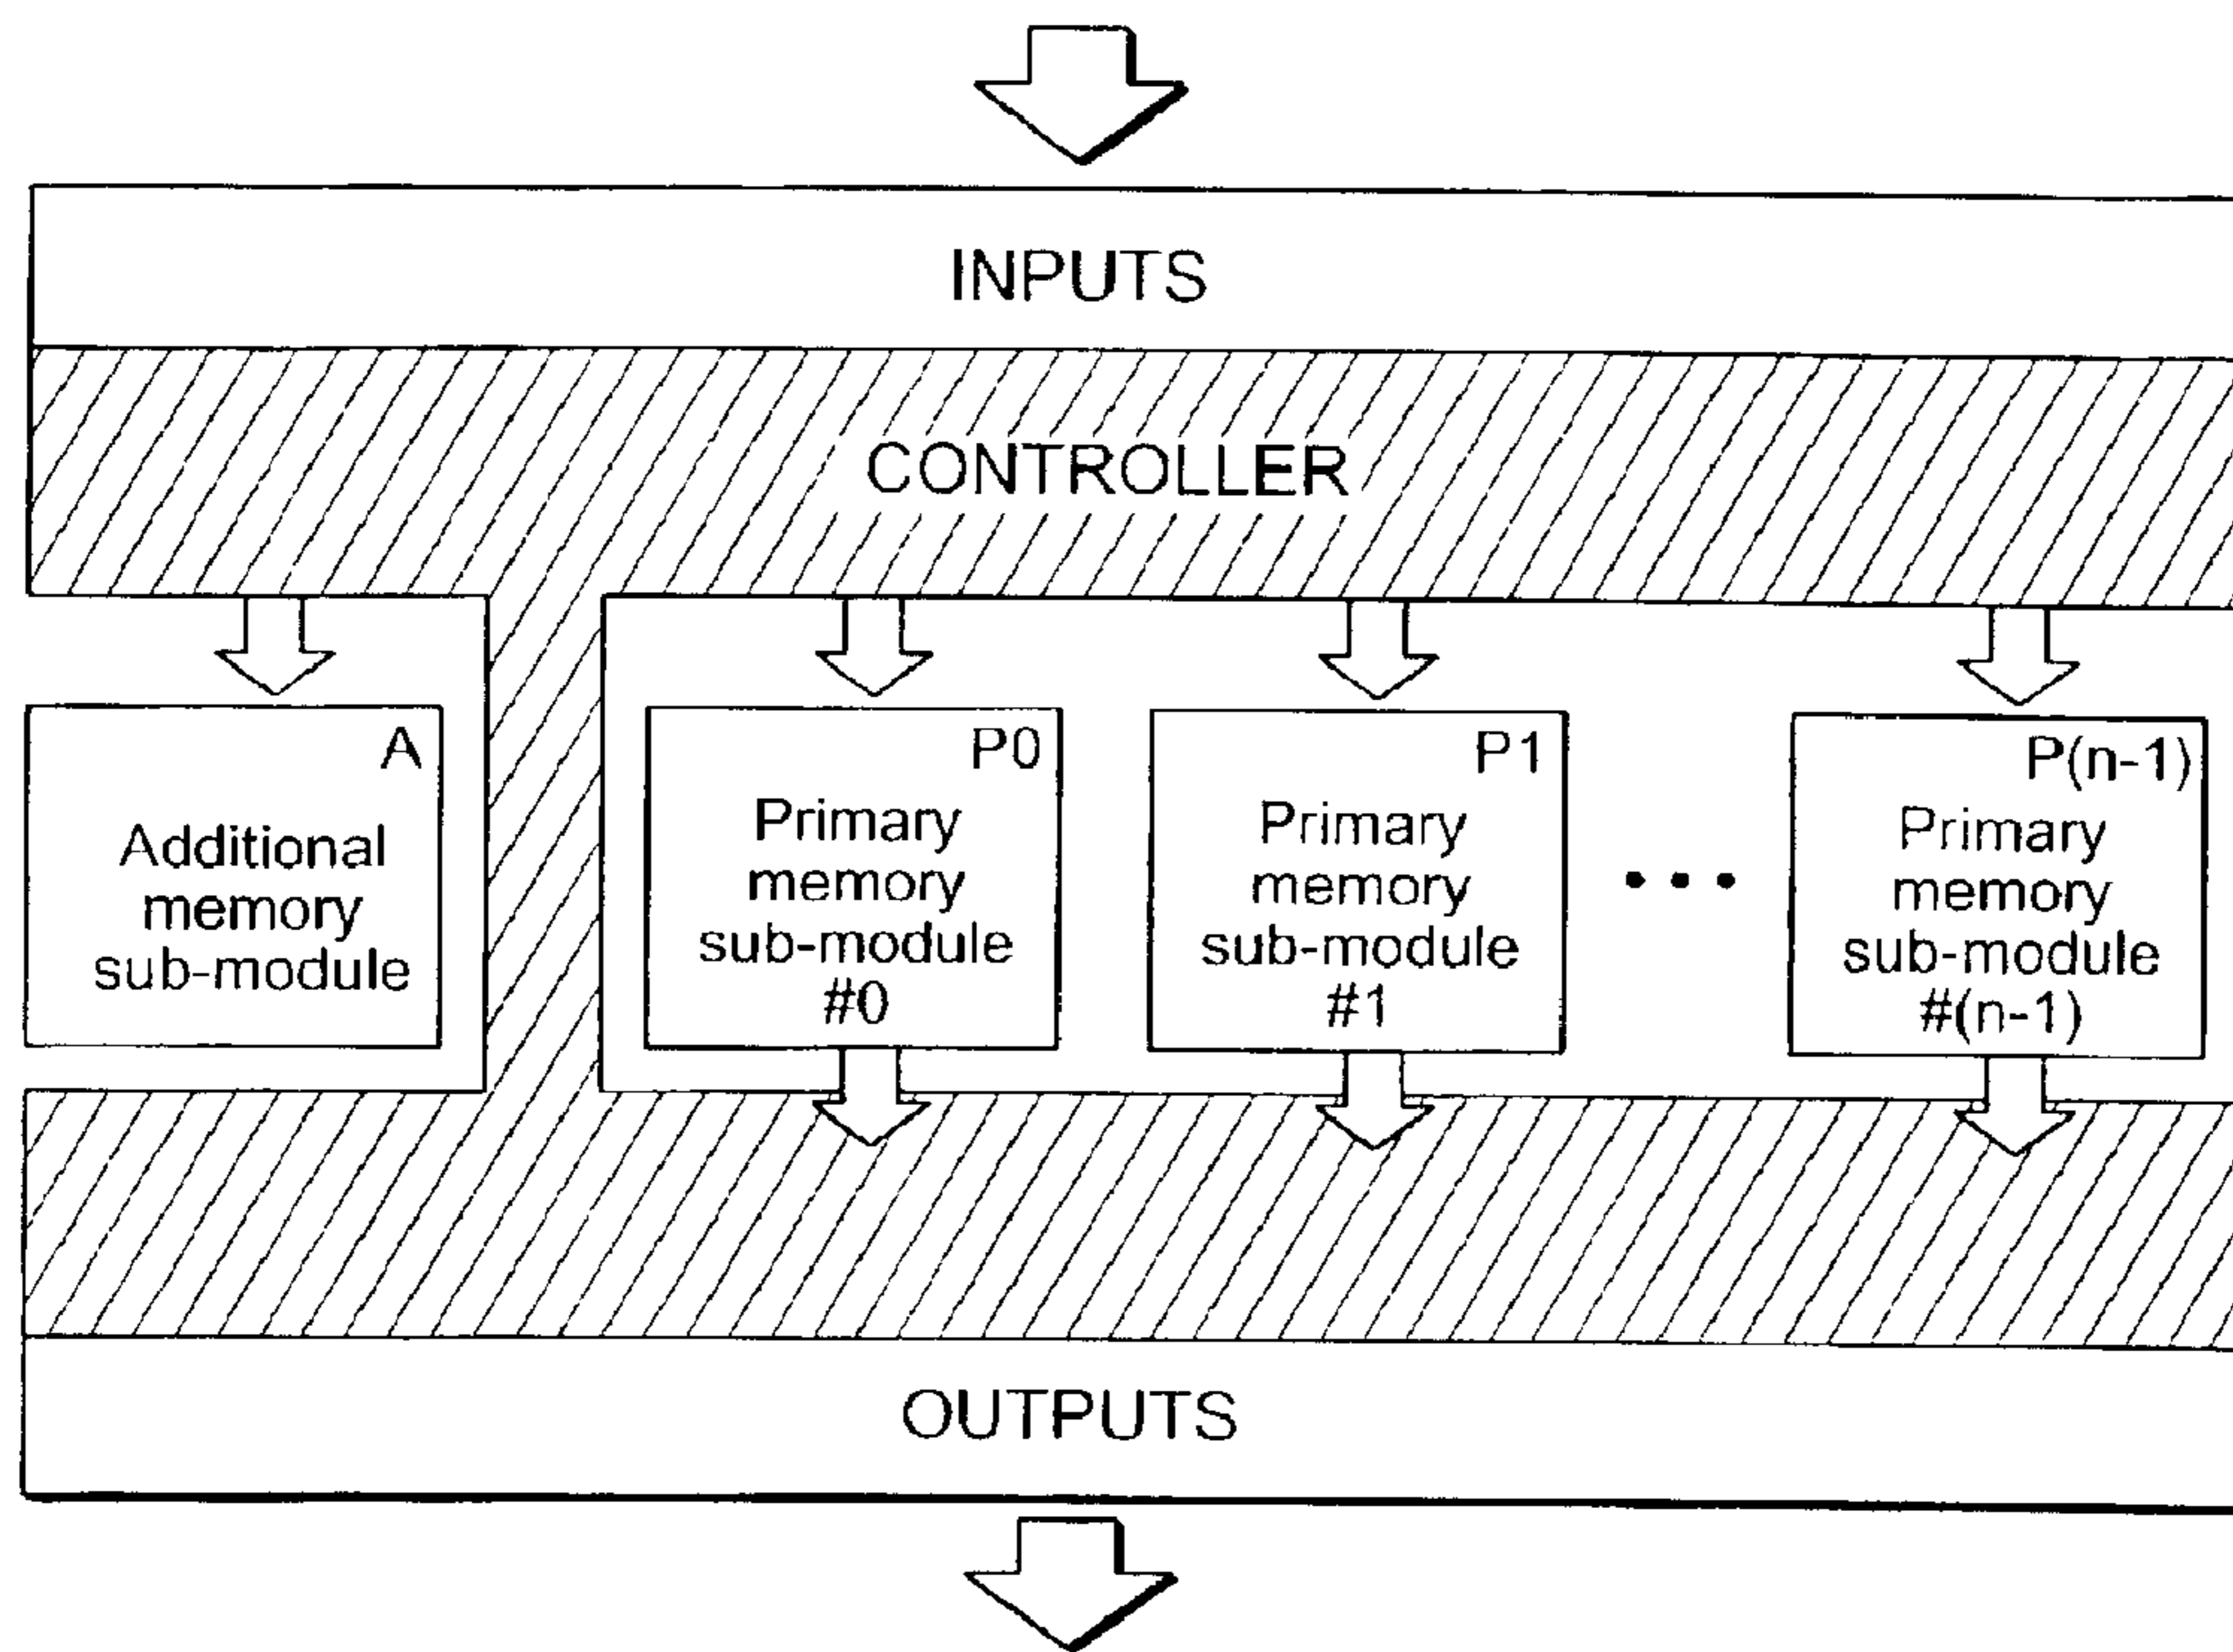 INPUTS
CONTROLLER
A
Additional
memory
sub-module
P0
Primary
memory
sub-module
#0
P1
Primary
memory
sub-module
#1
• • •
P(n-1)
Primary
memory
sub-module
#(n-1)
OUTPUTS